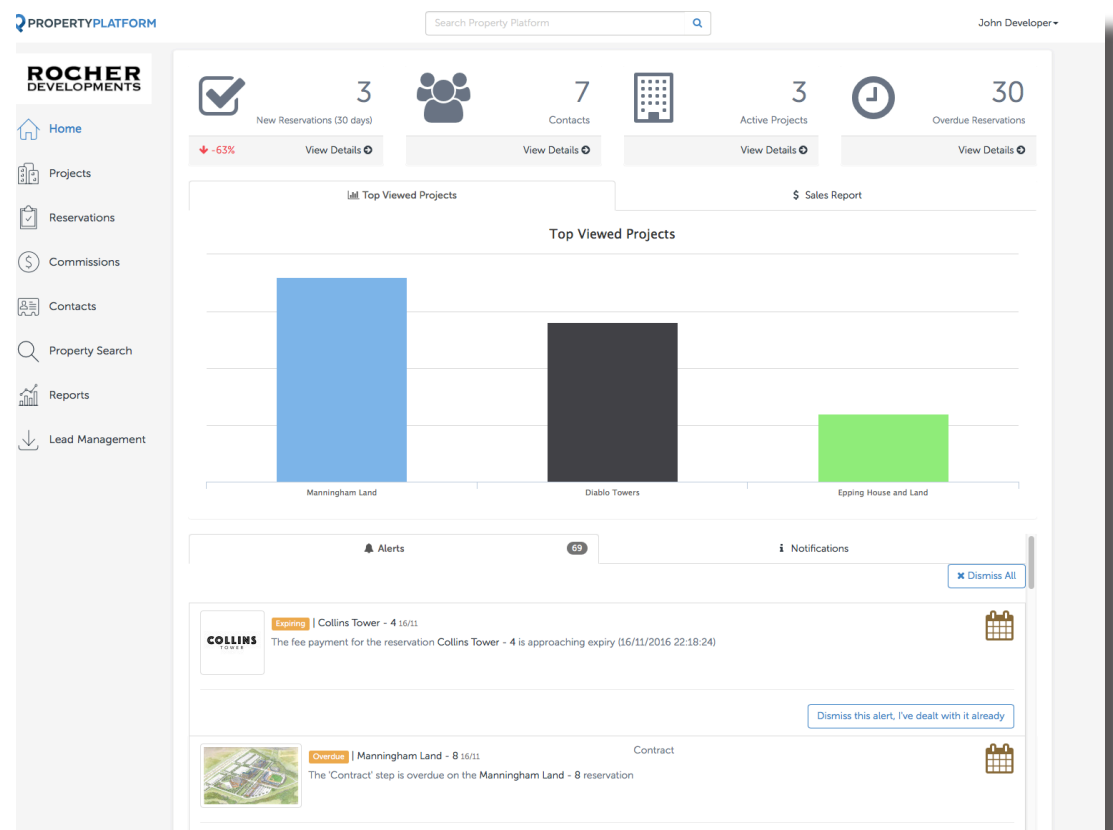 PROPERTYPLATFORM
Search Property Platform
John Developer
ROCHER
DEVELOPMENTS
Home
Projects
Reservations
Commissions
Contacts
Property Search
Reports
Lead Management
3
New Reservations (30 days)
-63% View Details
7
Contacts
View Details
3
Active Projects
View Details
30
Overdue Reservations
View Details
Top Viewed Projects
$ Sales Report
Top Viewed Projects
Manningham Land
Diablo Towers
Epping House and Land
Alerts 69
Notifications
Dismiss All
COLLINS
TOWER
Expiring | Collins Tower - 4 16/11
The fee payment for the reservation Collins Tower - 4 is approaching expiry (16/11/2016 22:18:24)
Dismiss this alert, I've dealt with it already
Overdue | Manningham Land - 8 16/11
Contract
The 'Contract' step is overdue on the Manningham Land - 8 reservation